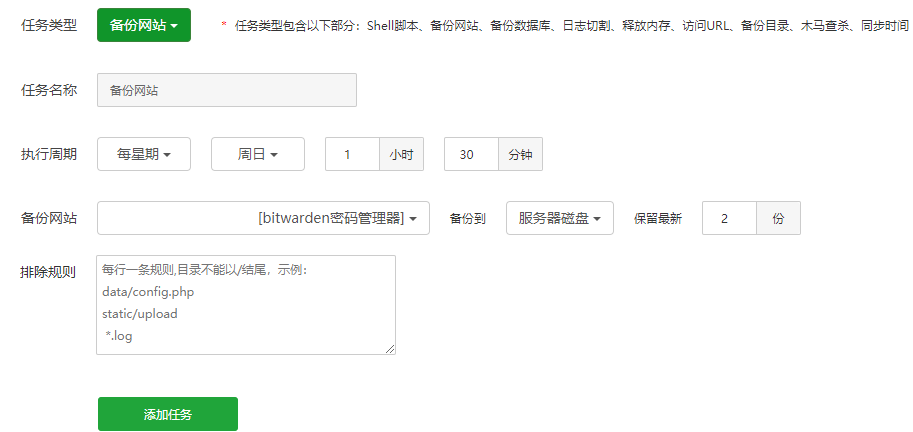 任务类型 备份网站 * 任务类型包含以下部分：Shell脚本、备份网站、备份数据库、日志切割、释放内存、访问URL、备份目录、木马查杀、同步时间
任务名称 备份网站
执行周期 每星期 周日 1 小时 30 分钟
备份网站 [bitwarden密码管理器] 备份到 服务器磁盘 保留最新 2 份
排除规则 每行一条规则,目录不能以/结尾，示例：
data/config.php
static/upload
*.log
添加任务